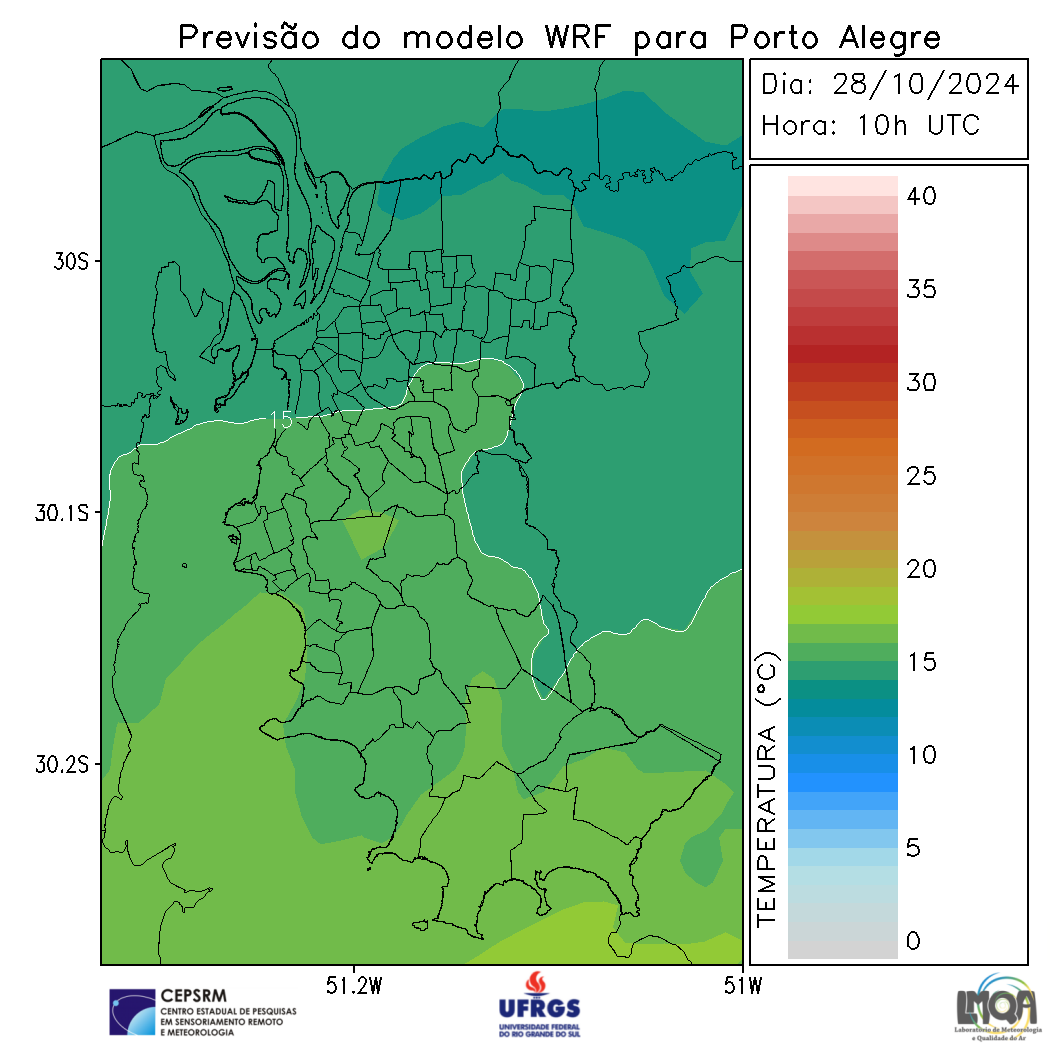 Previsão do modelo WRF para Porto Alegre
Dia: 28/10/2024
Hora: 10h UTC
40
35
30
25
20
15
10
5
0
TEMPERATURA (°C)
30S
30.1S
30.2S
15
51.2W
51W
CEPSRM
CENTRO ESTADUAL DE PESQUISAS
EM SENSORIAMENTO REMOTO
E METEOROLOGIA
UFRGS
UNIVERSIDADE FEDERAL
DO RIO GRANDE DO SUL
LMQA
Laboratório de Meteorologia
e Qualidade do Ar